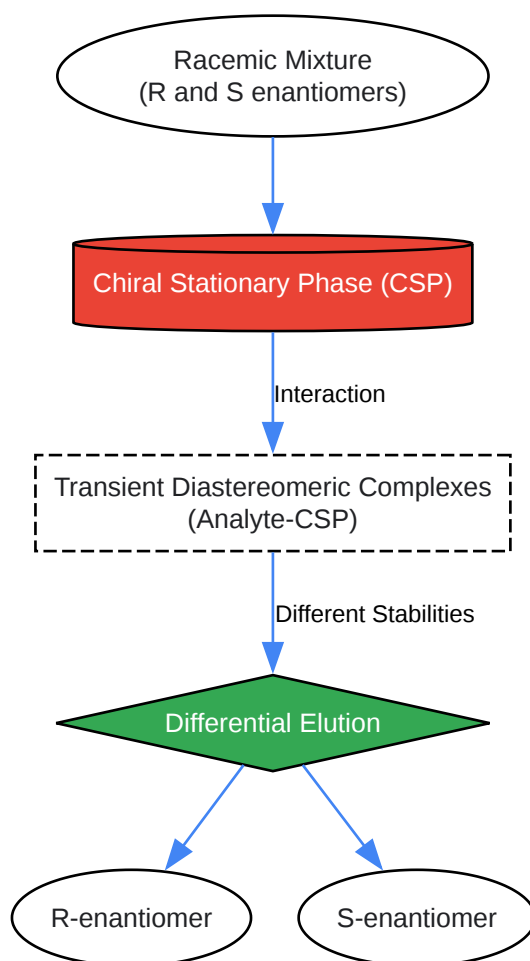 Racemic Mixture
(R and S enantiomers)
Chiral Stationary Phase (CSP)
Interaction
Transient Diastereomeric Complexes
(Analyte-CSP)
Different Stabilities
Differential Elution
R-enantiomer
S-enantiomer